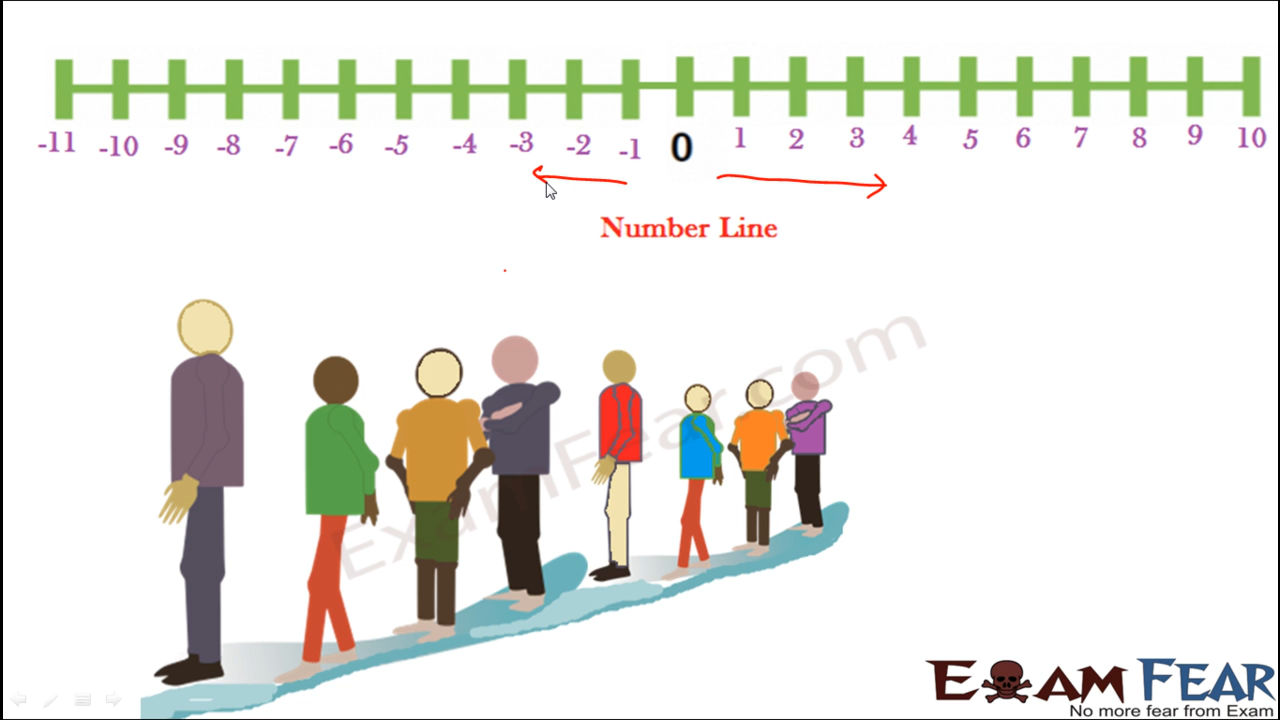 -11 -10 -9 -8 -7 -6 -5 -4 -3 -2 -1 0 1 2 3 4 5 6 7 8 9 10
Number Line
ExamFear.com
EXAM FEAR
No more fear from Exam